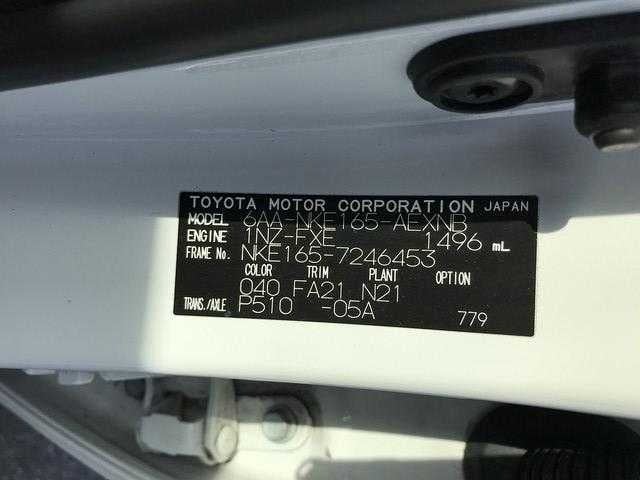 TOYOTA MOTOR CORPORATION JAPAN
MODEL 6AA-NKE165-AEXNB
ENGINE 1NZ-FXE 1496 mL
FRAME No. NKE165-7246453
COLOR TRIM PLANT OPTION
040 FA21 N21
TRANS./AXLE P510 -05A 779